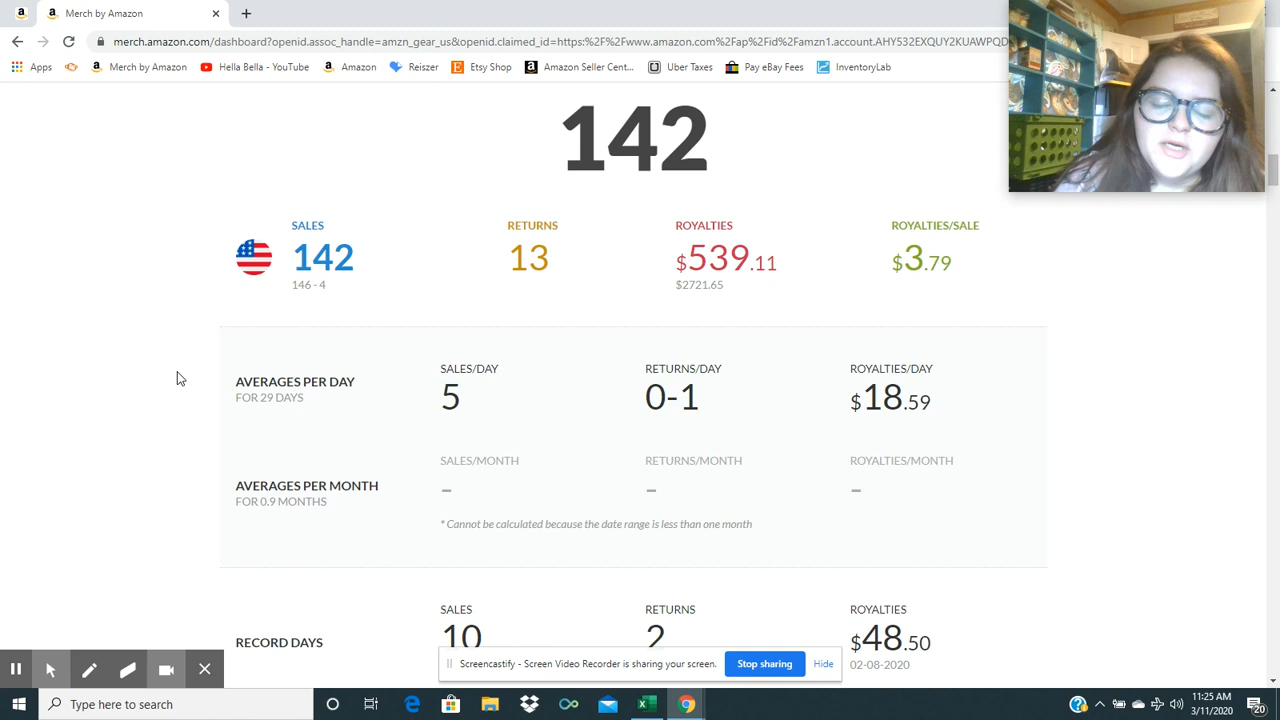 Merch by Amazon
merch.amazon.com/dashboard?openid.assoc_handle=amzn_gear_us&openid.claimed_id=https:%2F%2Fwww.amazon.com%2Fap%2Fid%2Famzn1.account.AHY532EXQUY2KUAWPQD
Apps Merch by Amazon Hella Bella - YouTube Amazon Reiszer Etsy Shop Amazon Seller Cent... Uber Taxes Pay eBay Fees InventoryLab
142
SALES RETURNS ROYALTIES ROYALTIES/SALE
142 13 $539.11 $3.79
146 - 4 $2721.65
SALES/DAY RETURNS/DAY ROYALTIES/DAY
AVERAGES PER DAY 5 0-1 $18.59
FOR 29 DAYS
SALES/MONTH RETURNS/MONTH ROYALTIES/MONTH
AVERAGES PER MONTH – – –
FOR 0.9 MONTHS
* Cannot be calculated because the date range is less than one month
SALES RETURNS ROYALTIES
RECORD DAYS 10 2 $48.50
02-08-2020
Screencastify - Screen Video Recorder is sharing your screen. Stop sharing Hide
Type here to search
11:25 AM
3/11/2020
20